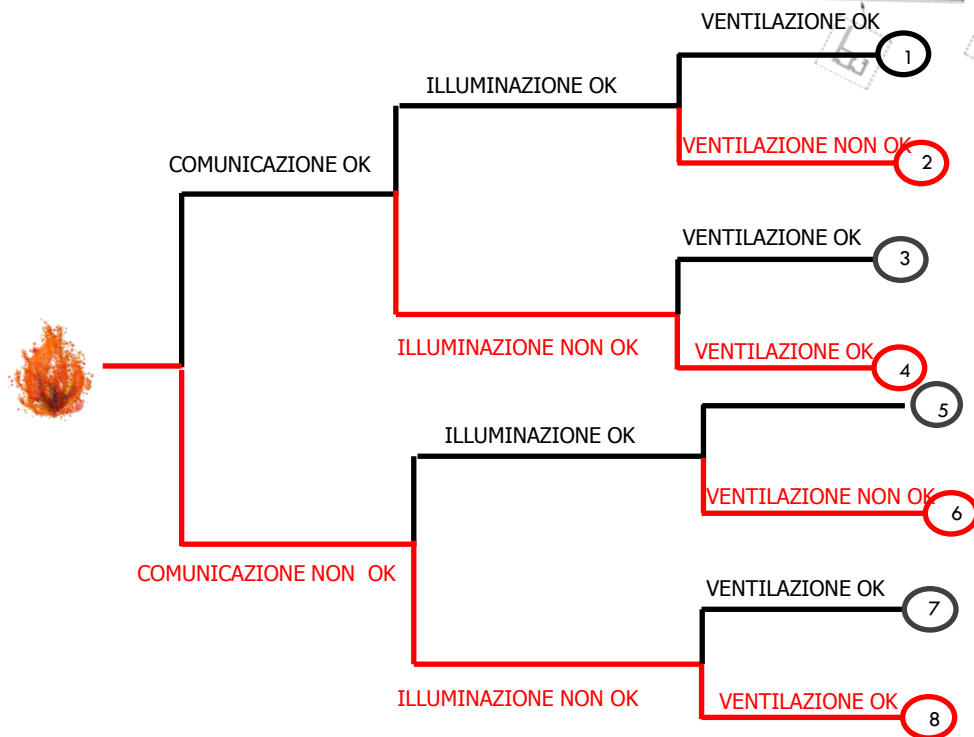 VENTILAZIONE OK
1
ILLUMINAZIONE OK
VENTILAZIONE NON OK
2
COMUNICAZIONE OK
VENTILAZIONE OK
3
ILLUMINAZIONE NON OK
VENTILAZIONE OK
4
5
ILLUMINAZIONE OK
VENTILAZIONE NON OK
6
COMUNICAZIONE NON OK
VENTILAZIONE OK
7
ILLUMINAZIONE NON OK
VENTILAZIONE OK
8